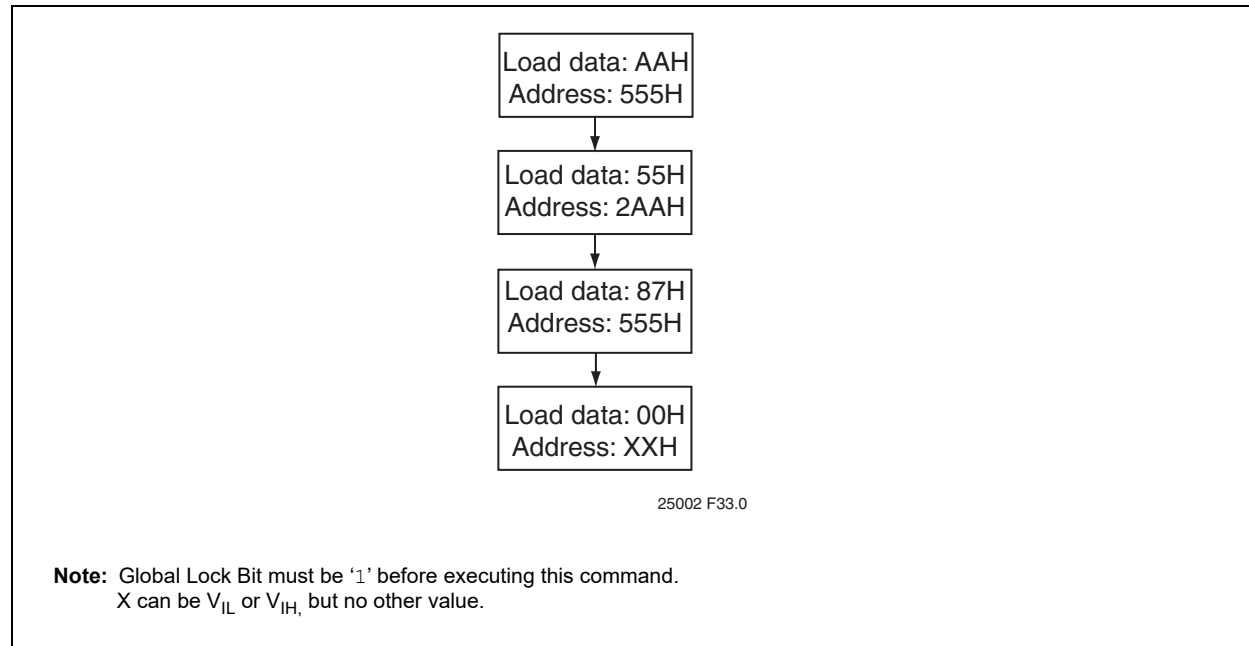 Load data: AAH
Address: 555H
Load data: 55H
Address: 2AAH
Load data: 87H
Address: 555H
Load data: 00H
Address: XXH
25002 F33.0
Note: Global Lock Bit must be ‘1’ before executing this command.
X can be VIL or VIH, but no other value.